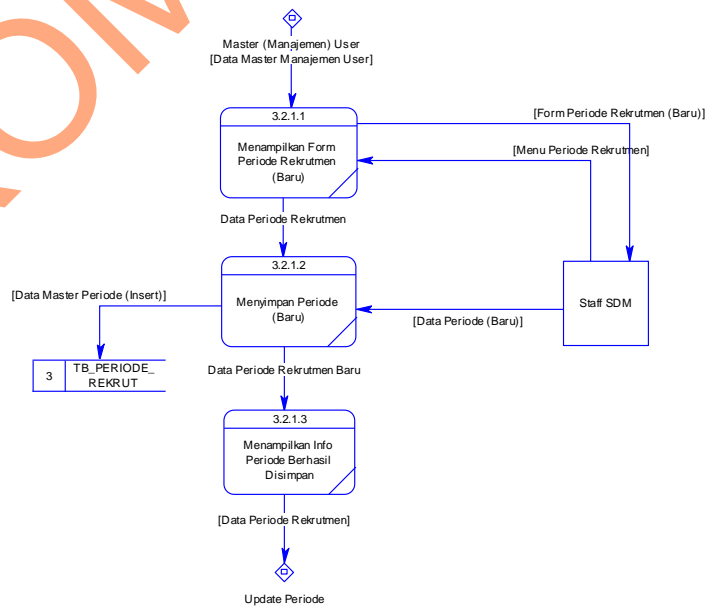 Master (Manajemen) User
[Data Master Manajemen User]
3.2.1.1
Menampilkan Form
Periode Rekrutmen
(Baru)
[Form Periode Rekrutmen (Baru)]
[Menu Periode Rekrutmen]
Data Periode Rekrutmen
3.2.1.2
Menyimpan Periode
(Baru)
[Data Master Periode (Insert)]
Staff SDM
[Data Periode (Baru)]
3
TB_PERIODE_
REKRUT
Data Periode Rekrutmen Baru
3.2.1.3
Menampilkan Info
Periode Berhasil
Disimpan
[Data Periode Rekrutmen]
Update Periode